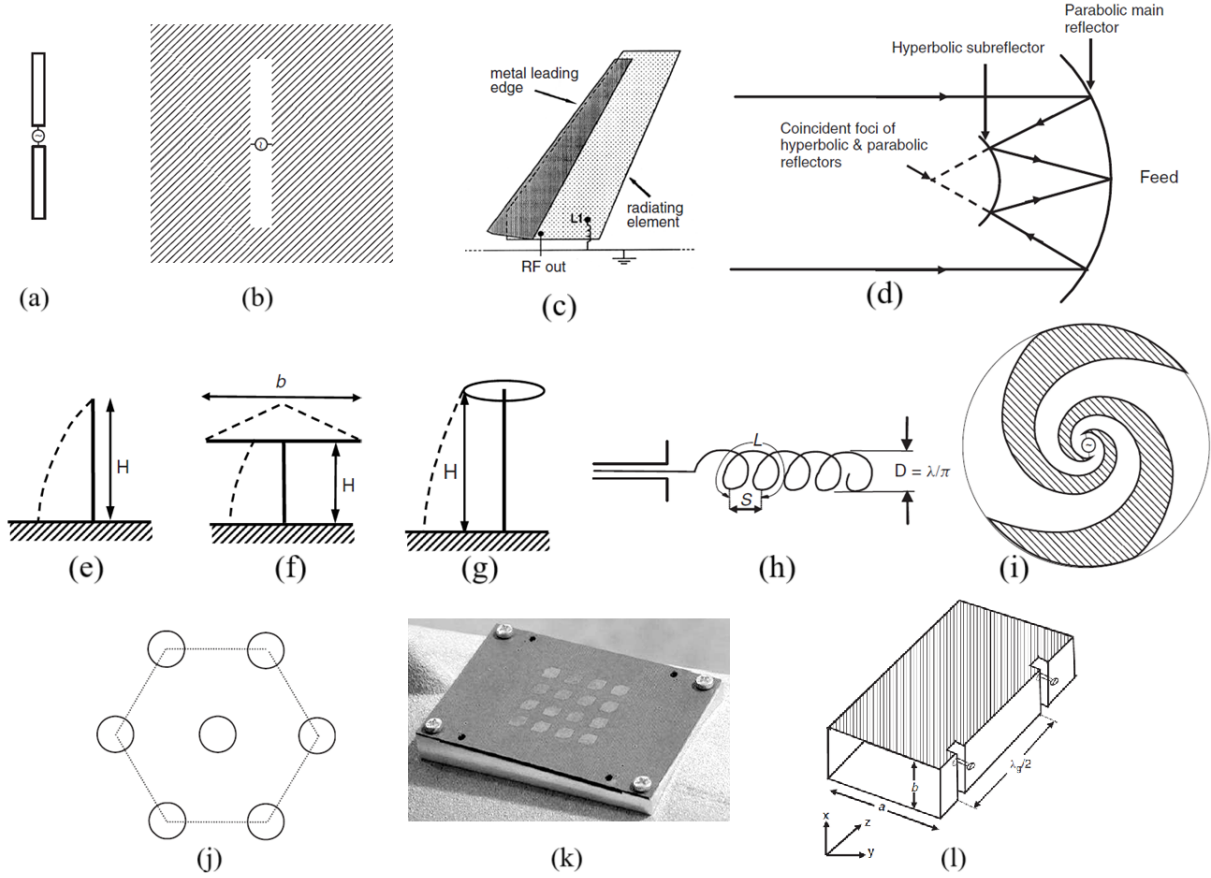 Parabolic main
reflector
Hyperbolic subreflector
metal leading
edge
Coincident foci of
hyperbolic & parabolic
reflectors
Feed
radiating
element
L1
RF out
(a)
(b)
(c)
(d)
b
H
H
H
L
S
D = λ/π
(e)
(f)
(g)
(h)
(i)
λg/2
b
a
x
z
y
(j)
(k)
(l)